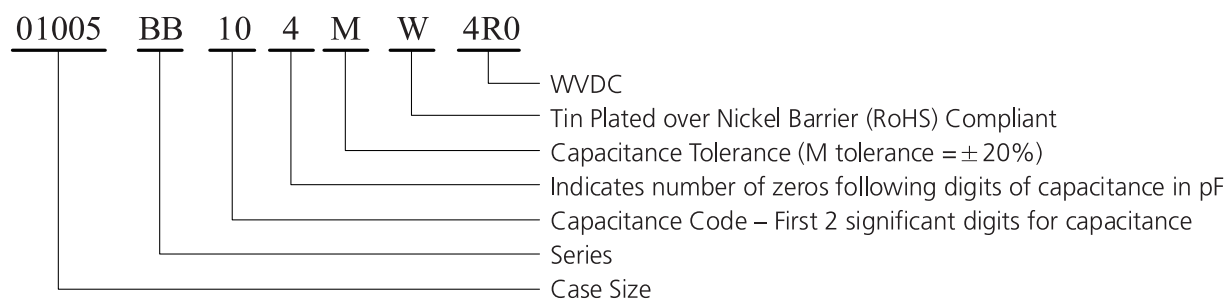 01005 BB 10 4 M W 4R0
WVDC
Tin Plated over Nickel Barrier (RoHS) Compliant
Capacitance Tolerance (M tolerance =±20%)
Indicates number of zeros following digits of capacitance in pF
Capacitance Code – First 2 significant digits for capacitance
Series
Case Size